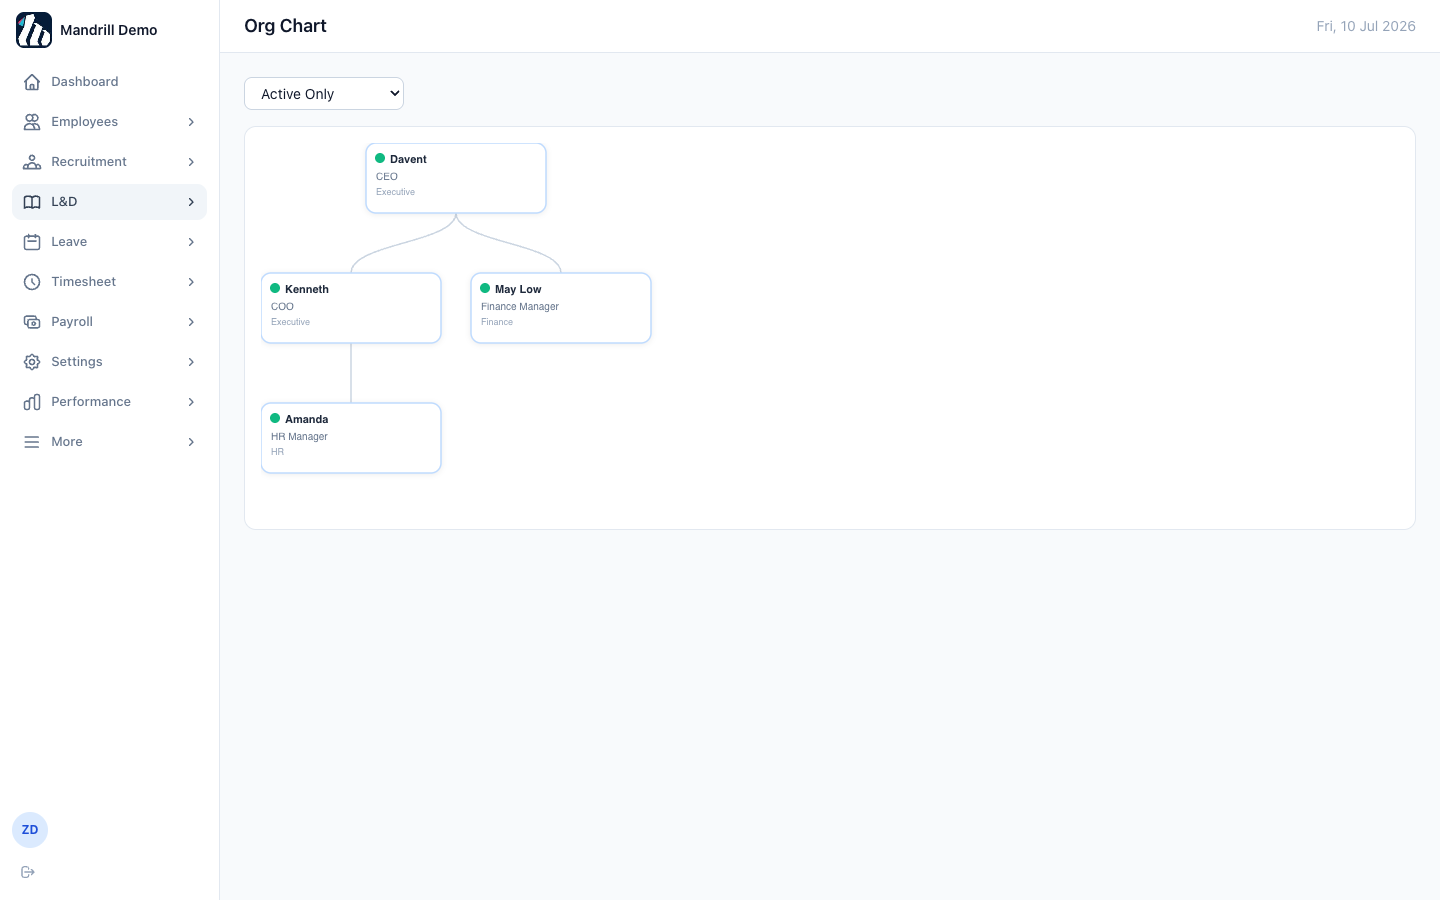 Mandrill Demo
Dashboard
Employees
Recruitment
L&D
Leave
Timesheet
Payroll
Settings
Performance
More
ZD
Org Chart
Fri, 10 Jul 2026
Active Only
Davent
CEO
Executive
Kenneth
COO
Executive
May Low
Finance Manager
Finance
Amanda
HR Manager
HR